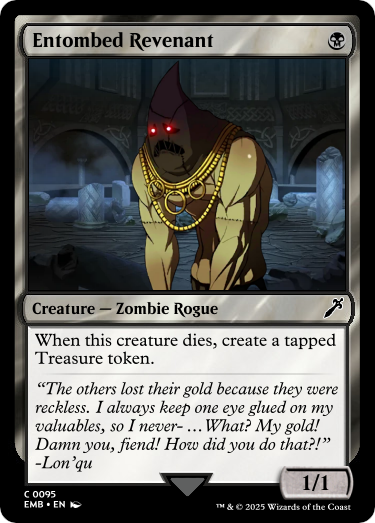 Entombed Revenant
Creature — Zombie Rogue
When this creature dies, create a tapped
Treasure token.
“The others lost their gold because they were
reckless. I always keep one eye glued on my
valuables, so I never- ...What? My gold!
Damn you, fiend! How did you do that?!”
-Lon'qu
1/1
C 0095
EMB • EN
™ & © 2025 Wizards of the Coast